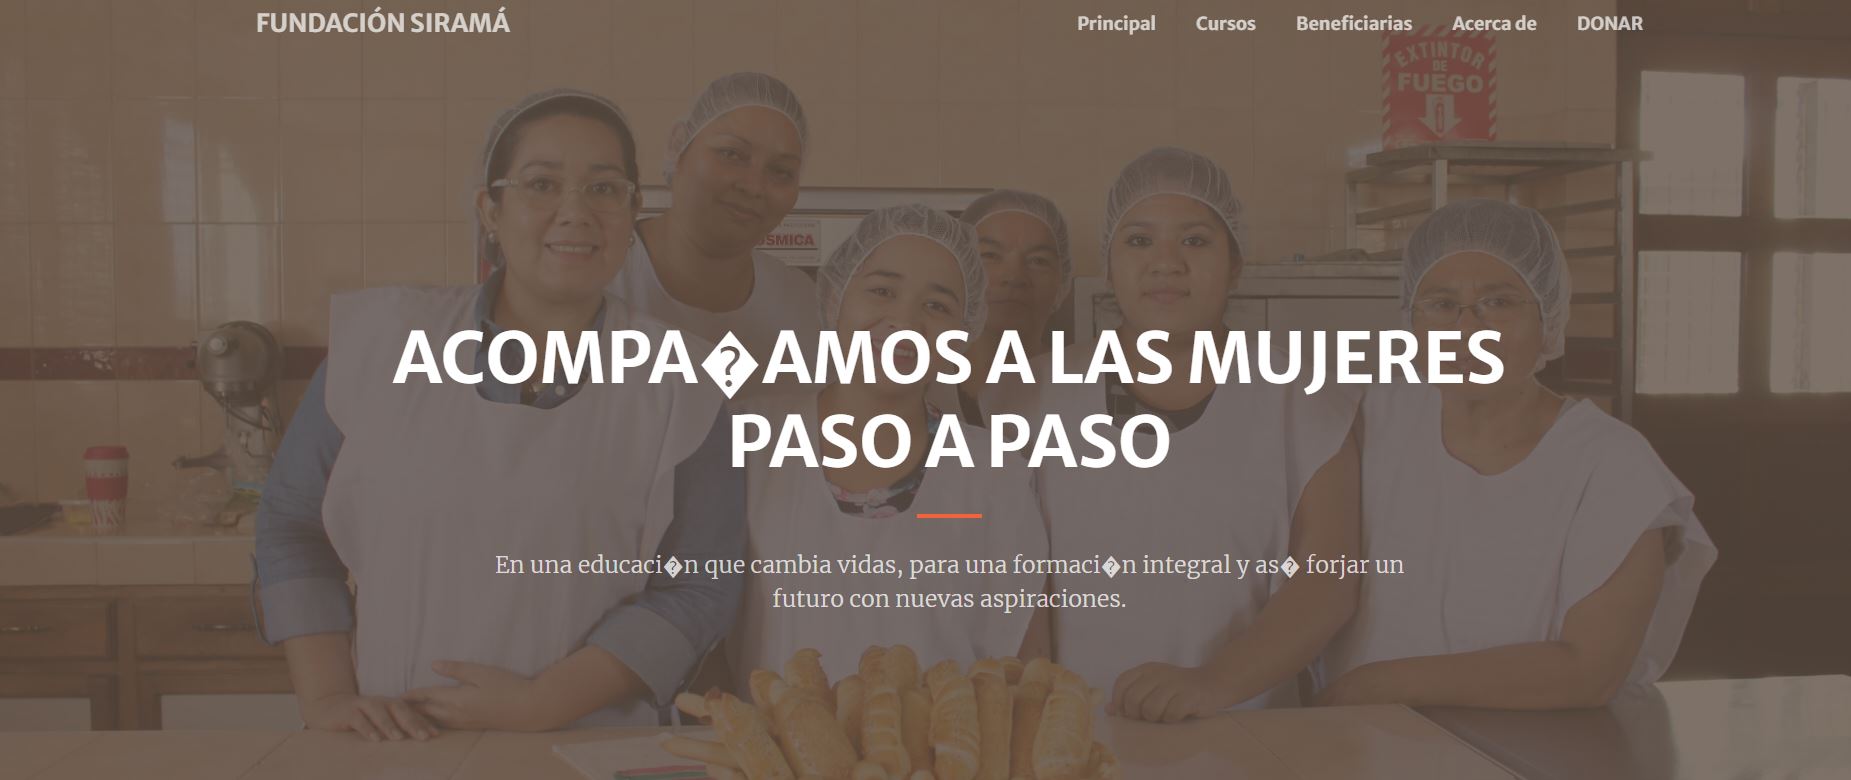 FUNDACIÓN SIRAMÁ
Principal Cursos Beneficiarias Acerca de DONAR
EXTINTOR
DE
FUEGO
OSMICA
ACOMPA�AMOS A LAS MUJERES
PASO A PASO
En una educaci�n que cambia vidas, para una formaci�n integral y as� forjar un
futuro con nuevas aspiraciones.